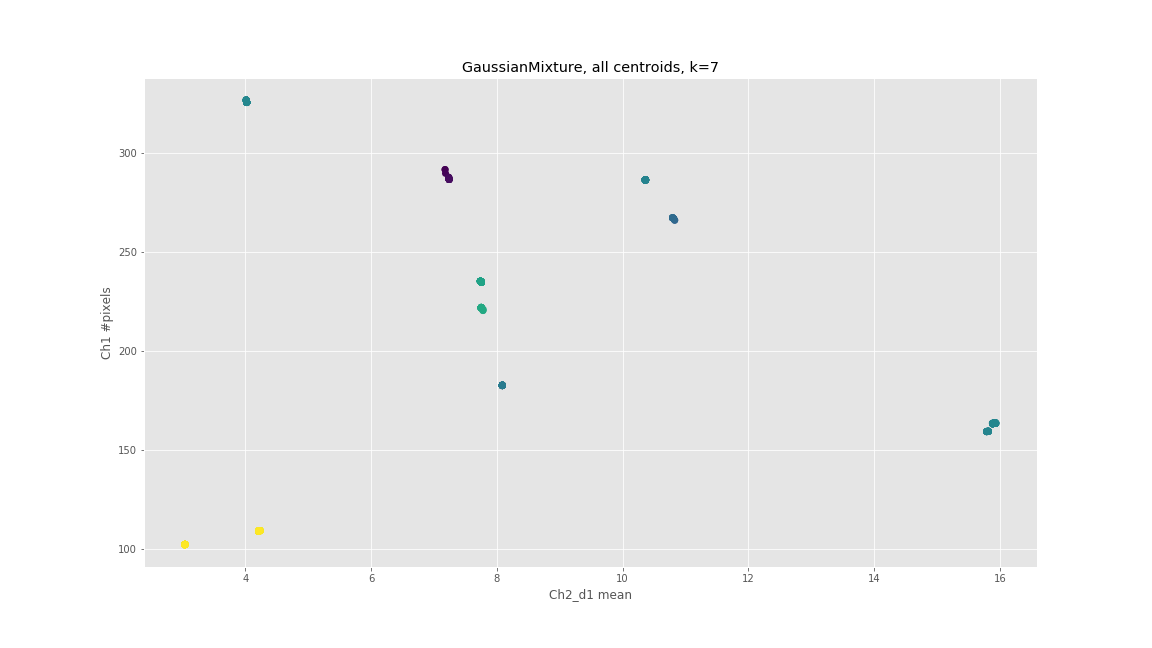 GaussianMixture, all centroids, k=7
300
250
200
150
100
Ch1 #pixels
4 6 8 10 12 14 16
Ch2_d1 mean